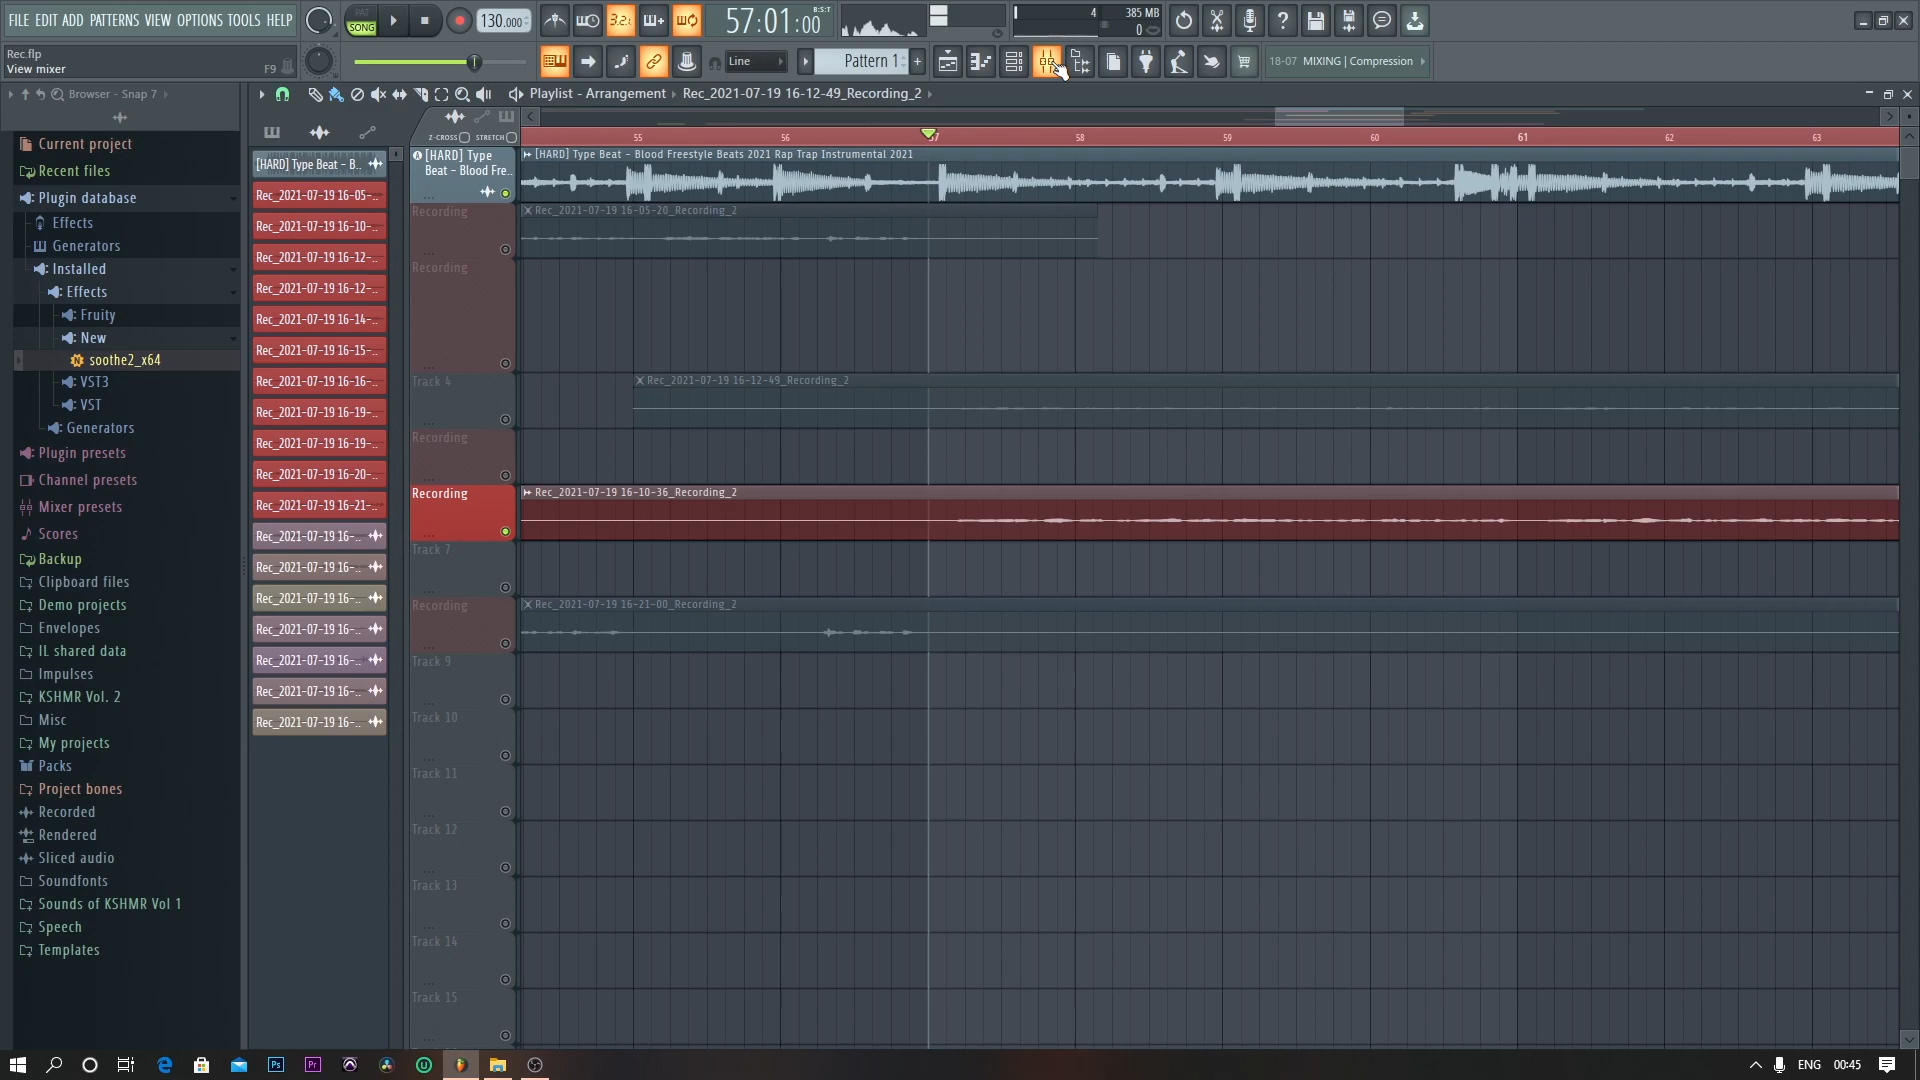 FILE EDIT ADD PATTERNS VIEW OPTIONS TOOLS HELP
PAT
SONG
130.000
3.2.
57:01:00
B:S:T
4
385 MB
0
Rec.flp
View mixer
F9
Line
Pattern 1
18-07 MIXING | Compression
Browser - Snap 7
Playlist - Arrangement
Rec_2021-07-19 16-12-49_Recording_2
Z-CROSS
STRETCH
55
56
57
58
59
60
61
62
63
Current project
Recent files
Plugin database
Effects
Generators
Installed
Effects
Fruity
New
soothe2_x64
VST3
VST
Generators
Plugin presets
Channel presets
Mixer presets
Scores
Backup
Clipboard files
Demo projects
Envelopes
IL shared data
Impulses
KSHMR Vol. 2
Misc
My projects
Packs
Project bones
Recorded
Rendered
Sliced audio
Soundfonts
Sounds of KSHMR Vol 1
Speech
Templates
[HARD] Type Beat - B..
Rec_2021-07-19 16-05-..
Rec_2021-07-19 16-10-..
Rec_2021-07-19 16-12-..
Rec_2021-07-19 16-12-..
Rec_2021-07-19 16-14-..
Rec_2021-07-19 16-15-..
Rec_2021-07-19 16-16-..
Rec_2021-07-19 16-19-..
Rec_2021-07-19 16-19-..
Rec_2021-07-19 16-20-..
Rec_2021-07-19 16-21-..
Rec_2021-07-19 16-..
Rec_2021-07-19 16-..
Rec_2021-07-19 16-..
Rec_2021-07-19 16-..
Rec_2021-07-19 16-..
Rec_2021-07-19 16-..
Rec_2021-07-19 16-..
[HARD] Type
Beat - Blood Fre..
[HARD] Type Beat - Blood Freestyle Beats 2021 Rap Trap Instrumental 2021
Recording
Rec_2021-07-19 16-05-20_Recording_2
Recording
Track 4
Rec_2021-07-19 16-12-49_Recording_2
Recording
Recording
Rec_2021-07-19 16-10-36_Recording_2
Track 7
Recording
Rec_2021-07-19 16-21-00_Recording_2
Track 9
Track 10
Track 11
Track 12
Track 13
Track 14
Track 15
Ps
Pr
ENG
00:45